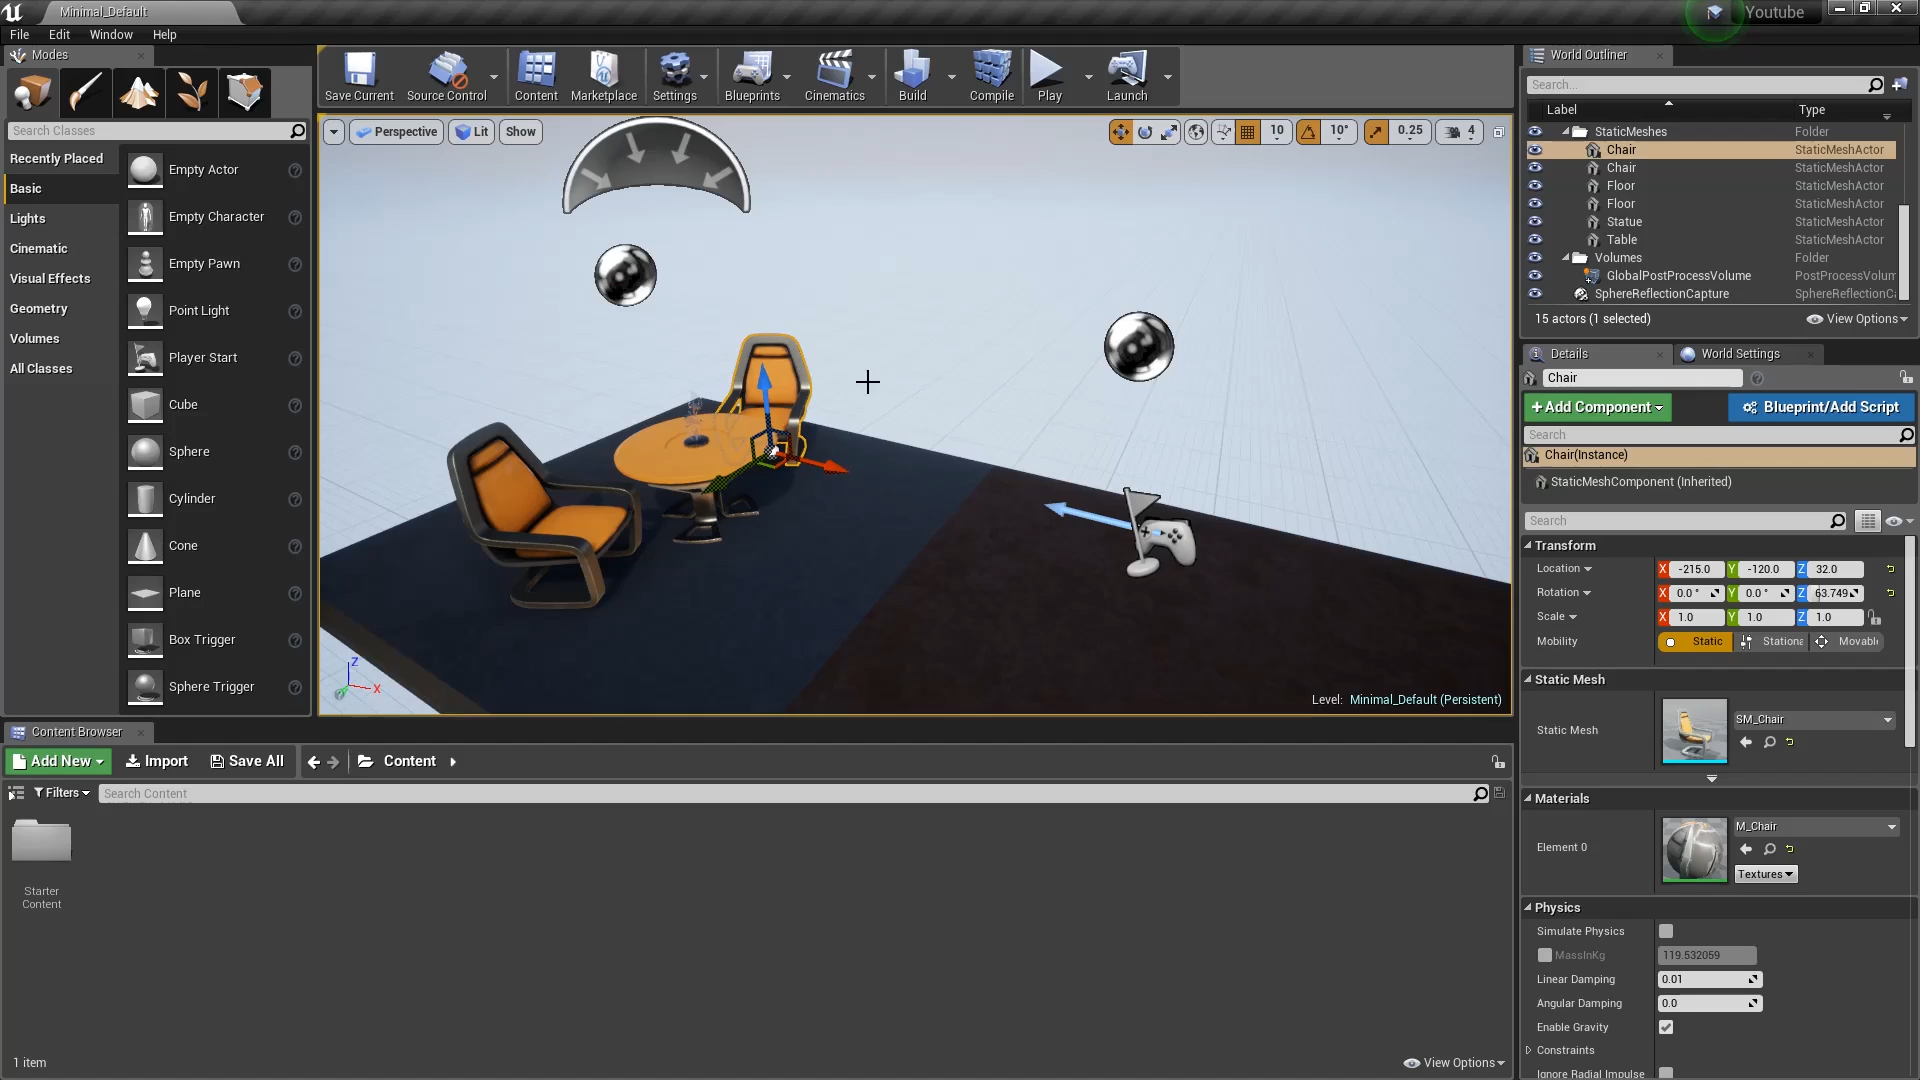 Minimal_Default
Youtube
File Edit Window Help
Modes
Save Current
Source Control
Content
Marketplace
Settings
Blueprints
Cinematics
Build
Compile
Play
Launch
Search Classes
Recently Placed
Basic
Lights
Cinematic
Visual Effects
Geometry
Volumes
All Classes
Empty Actor
Empty Character
Empty Pawn
Point Light
Player Start
Cube
Sphere
Cylinder
Cone
Plane
Box Trigger
Sphere Trigger
Perspective Lit Show
10 10° 0.25 4
Z
X
Level: Minimal_Default (Persistent)
World Outliner
Search...
Label Type
StaticMeshes Folder
Chair StaticMeshActor
Chair StaticMeshActor
Floor StaticMeshActor
Floor StaticMeshActor
Statue StaticMeshActor
Table StaticMeshActor
Volumes Folder
GlobalPostProcessVolume PostProcessVolum
SphereReflectionCapture SphereReflectionCa
15 actors (1 selected) View Options
Details World Settings
Chair
+Add Component Blueprint/Add Script
Search
Chair(Instance)
StaticMeshComponent (Inherited)
Search
Transform
Location X -215.0 Y -120.0 Z 32.0
Rotation X 0.0 ° Y 0.0 ° Z 63.749
Scale X 1.0 Y 1.0 Z 1.0
Mobility Static Stationa Movabl
Static Mesh
Static Mesh SM_Chair
Materials
Element 0 M_Chair
Textures
Physics
Simulate Physics
MassInKg 119.532059
Linear Damping 0.01
Angular Damping 0.0
Enable Gravity
Constraints
Ignore Radial Impulse
Content Browser
Add New Import Save All Content
Filters Search Content
Starter
Content
1 item View Options